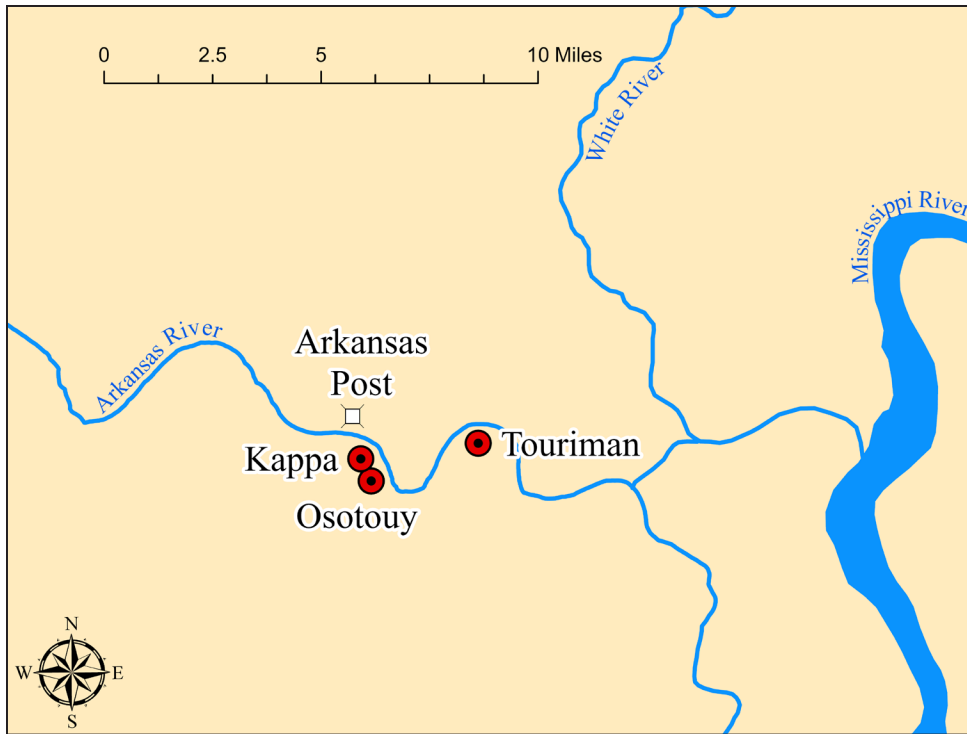 0 2.5 5 10 Miles
White River
Mississippi River
Arkansas River
Arkansas
Post
Kappa
Touriman
Osotouy
N
W E
S